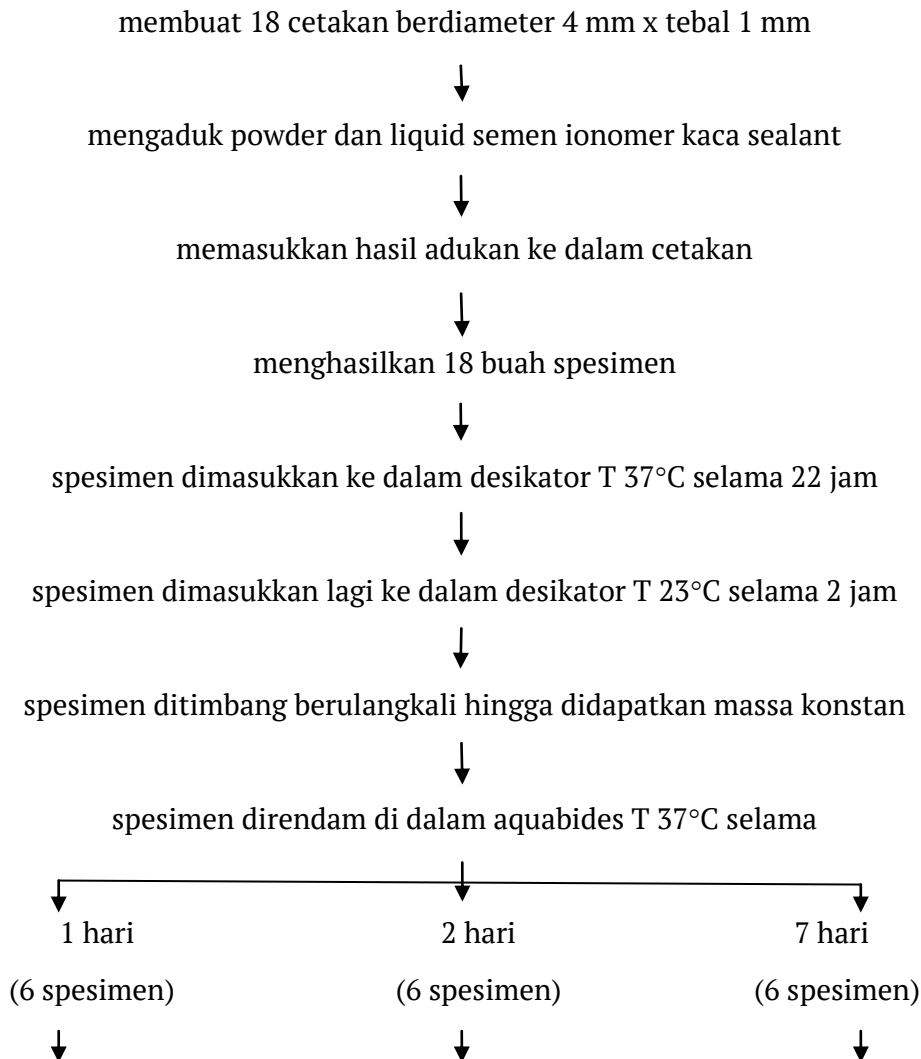 membuat 18 cetakan berdiameter 4 mm x tebal 1 mm
mengaduk powder dan liquid semen ionomer kaca sealant
memasukkan hasil adukan ke dalam cetakan
menghasilkan 18 buah spesimen
spesimen dimasukkan ke dalam desikator T 37°C selama 22 jam
spesimen dimasukkan lagi ke dalam desikator T 23°C selama 2 jam
spesimen ditimbang berulangkali hingga didapatkan massa konstan
spesimen direndam di dalam aquabides T 37°C selama
1 hari 2 hari 7 hari
(6 spesimen) (6 spesimen) (6 spesimen)